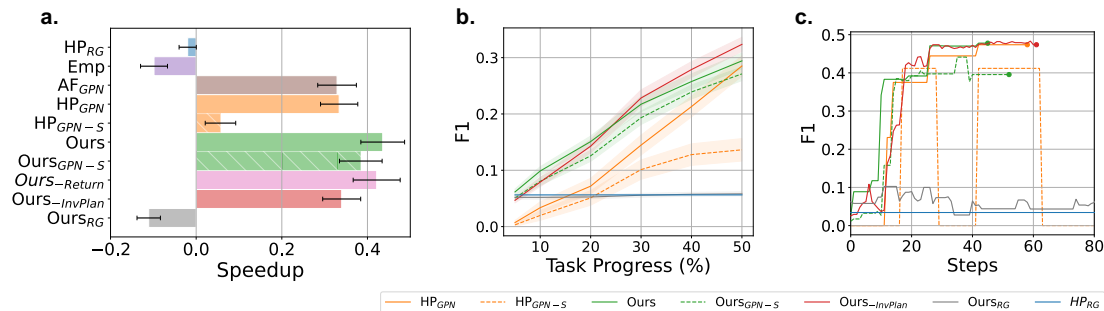 a.
HP_RG
Emp
AF_GPN
HP_GPN
HP_GPN−S
Ours
Ours_GPN−S
Ours_−Return
Ours_−InvPlan
Ours_RG
−0.2 0.0 0.2 0.4
Speedup
b.
F1
0.3
0.2
0.1
0.0
10 20 30 40 50
Task Progress (%)
c.
F1
0.5
0.4
0.3
0.2
0.1
0.0
0 20 40 60 80
Steps
HP_GPN HP_GPN−S Ours Ours_GPN−S Ours_−InvPlan Ours_RG HP_RG